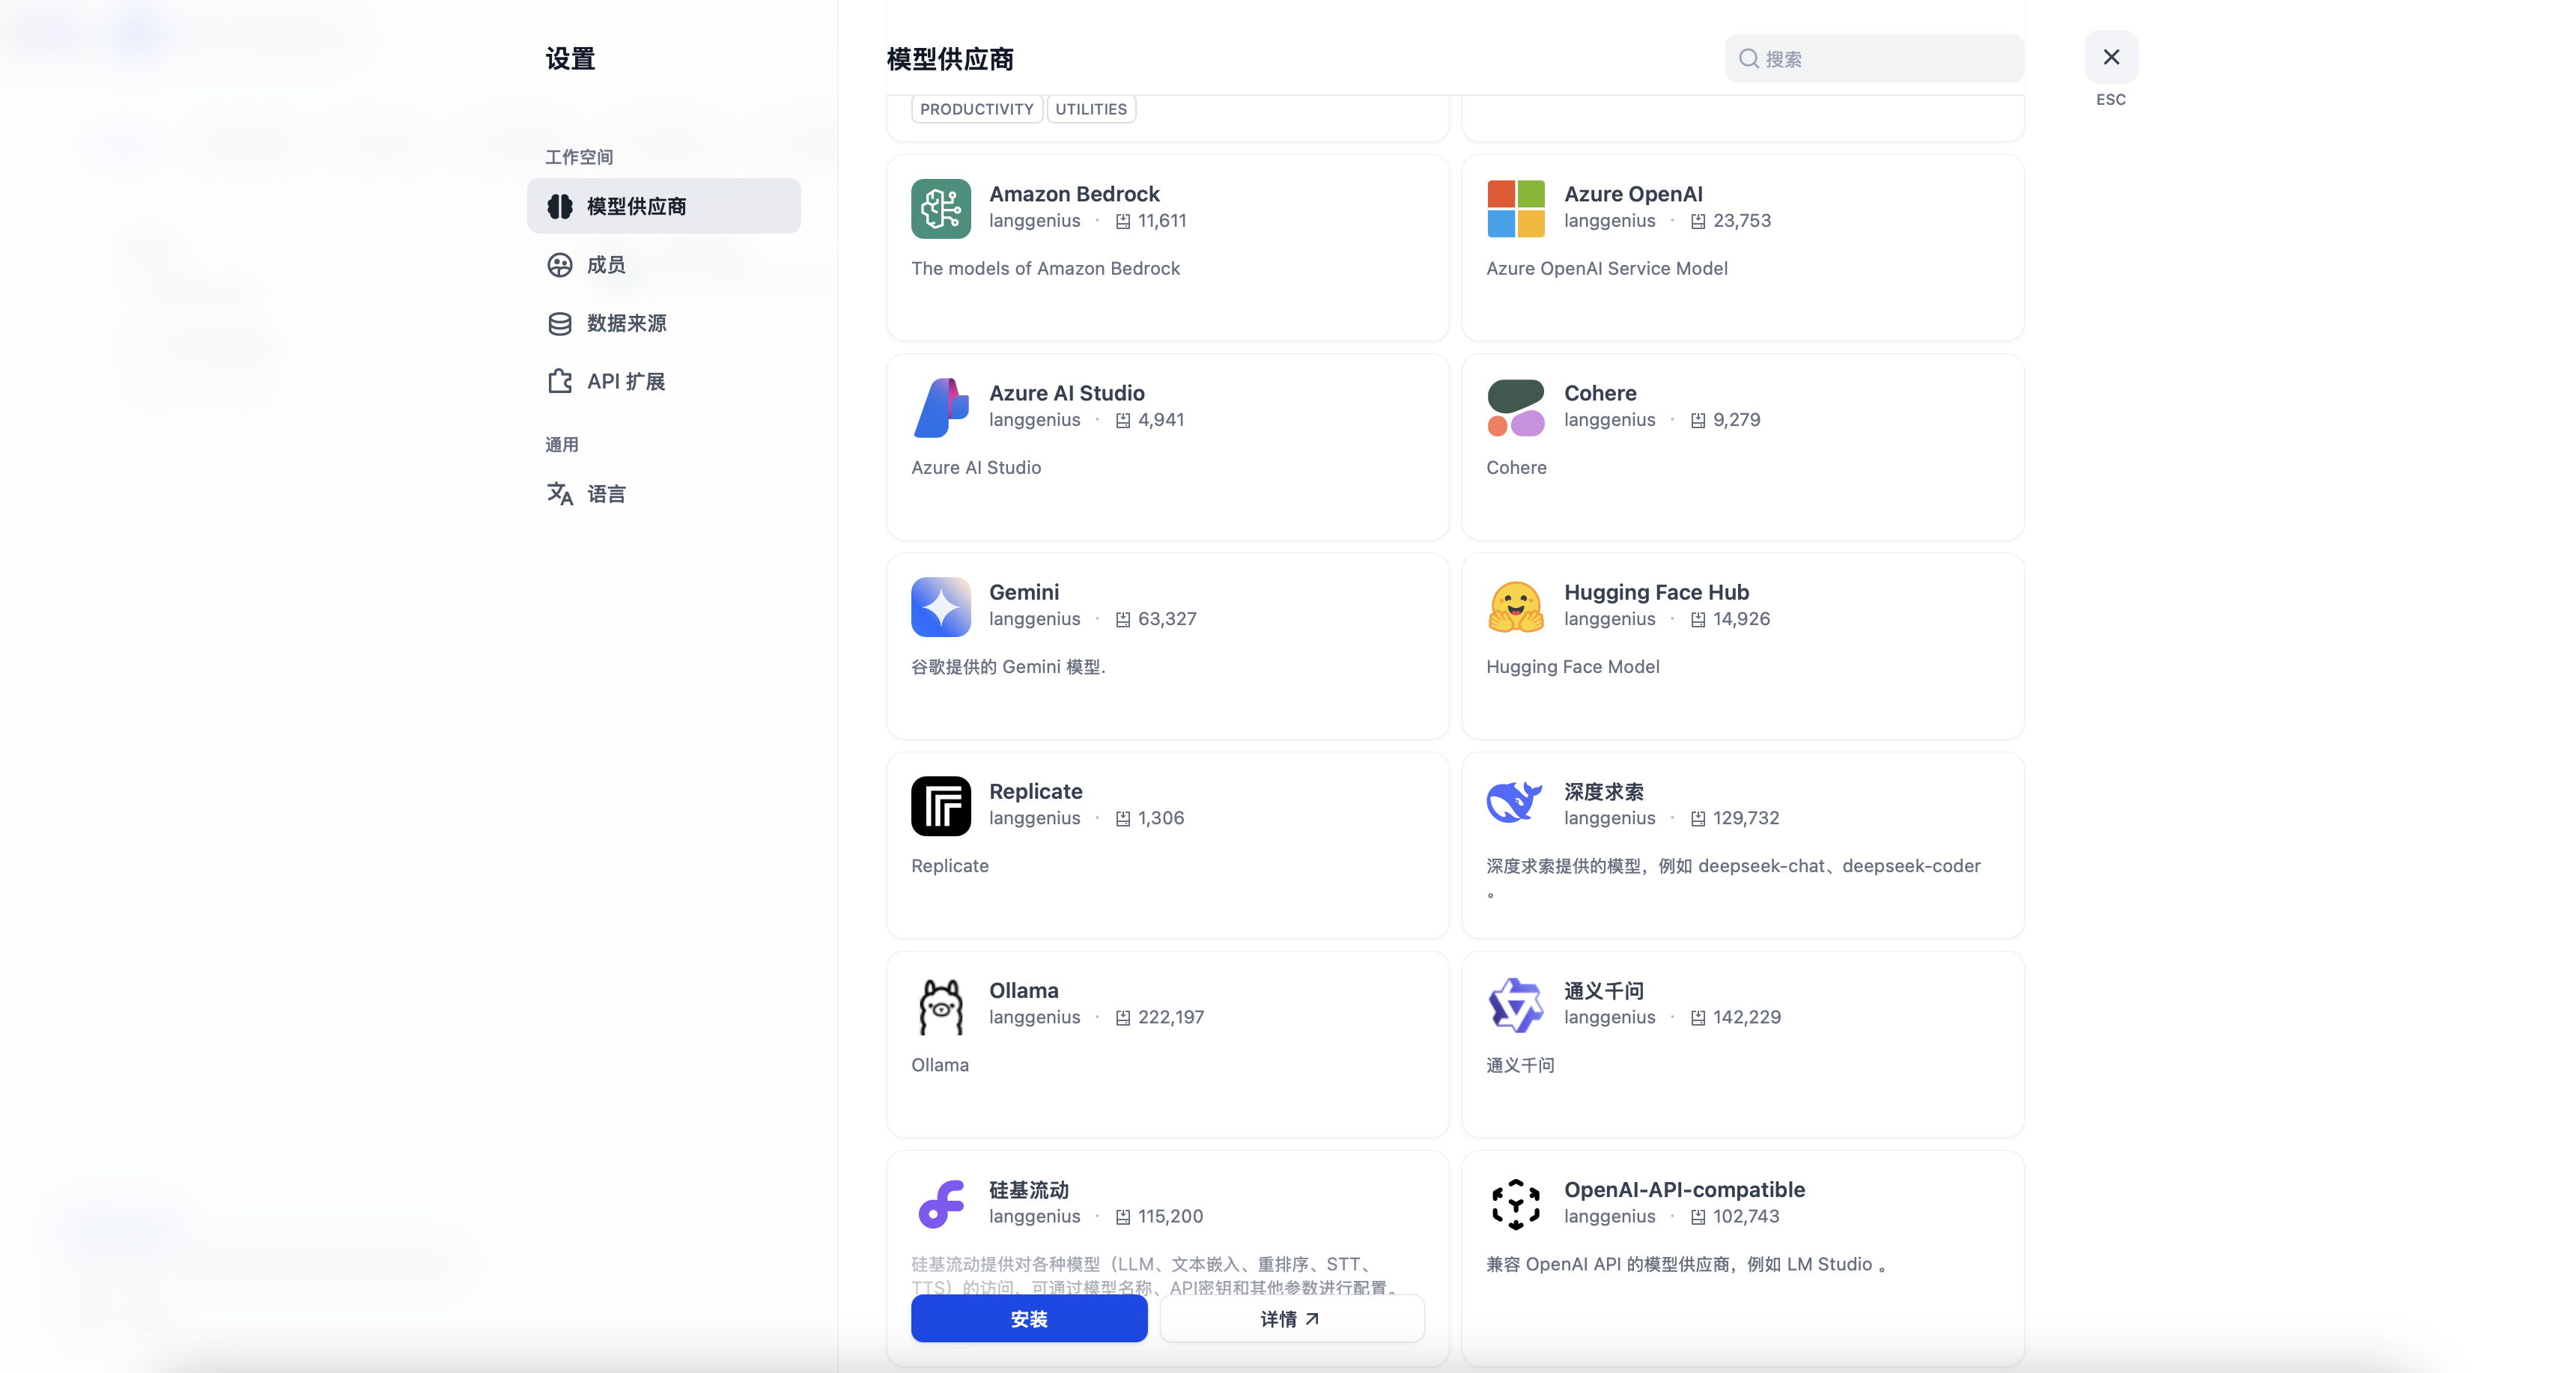 设置
工作空间
模型供应商
成员
数据来源
API 扩展
通用
语言
模型供应商
搜索
ESC
PRODUCTIVITY UTILITIES
Amazon Bedrock
langgenius · 11,611
The models of Amazon Bedrock
Azure OpenAI
langgenius · 23,753
Azure OpenAI Service Model
Azure AI Studio
langgenius · 4,941
Azure AI Studio
Cohere
langgenius · 9,279
Cohere
Gemini
langgenius · 63,327
谷歌提供的 Gemini 模型.
Hugging Face Hub
langgenius · 14,926
Hugging Face Model
Replicate
langgenius · 1,306
Replicate
深度求索
langgenius · 129,732
深度求索提供的模型，例如 deepseek-chat、deepseek-coder
。
Ollama
langgenius · 222,197
Ollama
通义千问
langgenius · 142,229
通义千问
硅基流动
langgenius · 115,200
硅基流动提供对各种模型（LLM、文本嵌入、重排序、STT、
TTS）的访问，可通过模型名称、API密钥和其他参数进行配置。
安装
详情
OpenAI-API-compatible
langgenius · 102,743
兼容 OpenAI API 的模型供应商，例如 LM Studio 。